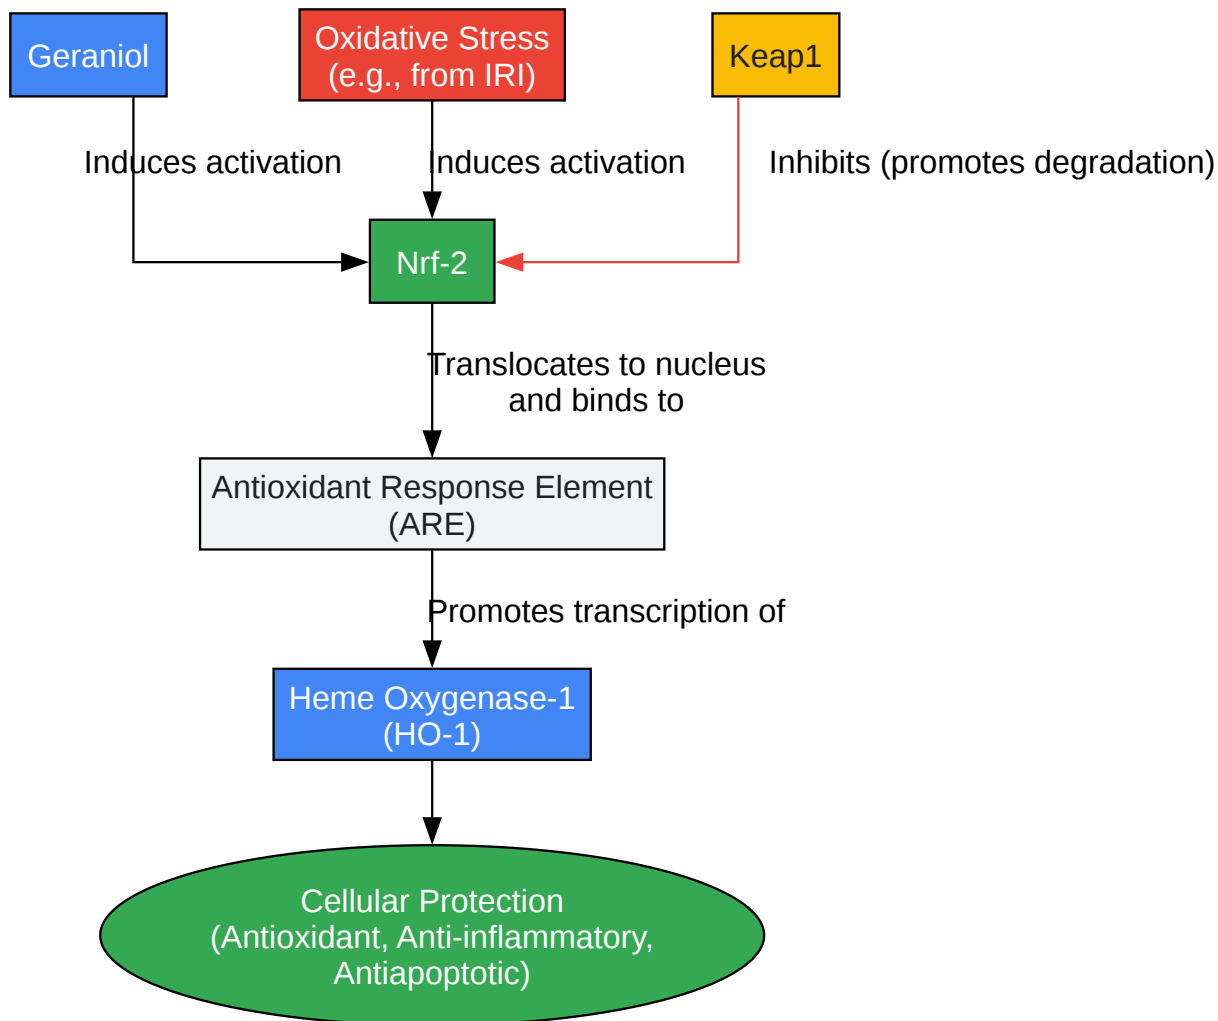 Geraniol
Oxidative Stress
(e.g., from IRI)
Keap1
Induces activation
Induces activation
Inhibits (promotes degradation)
Nrf-2
Translocates to nucleus
and binds to
Antioxidant Response Element
(ARE)
Promotes transcription of
Heme Oxygenase-1
(HO-1)
Cellular Protection
(Antioxidant, Anti-inflammatory,
Antiapoptotic)